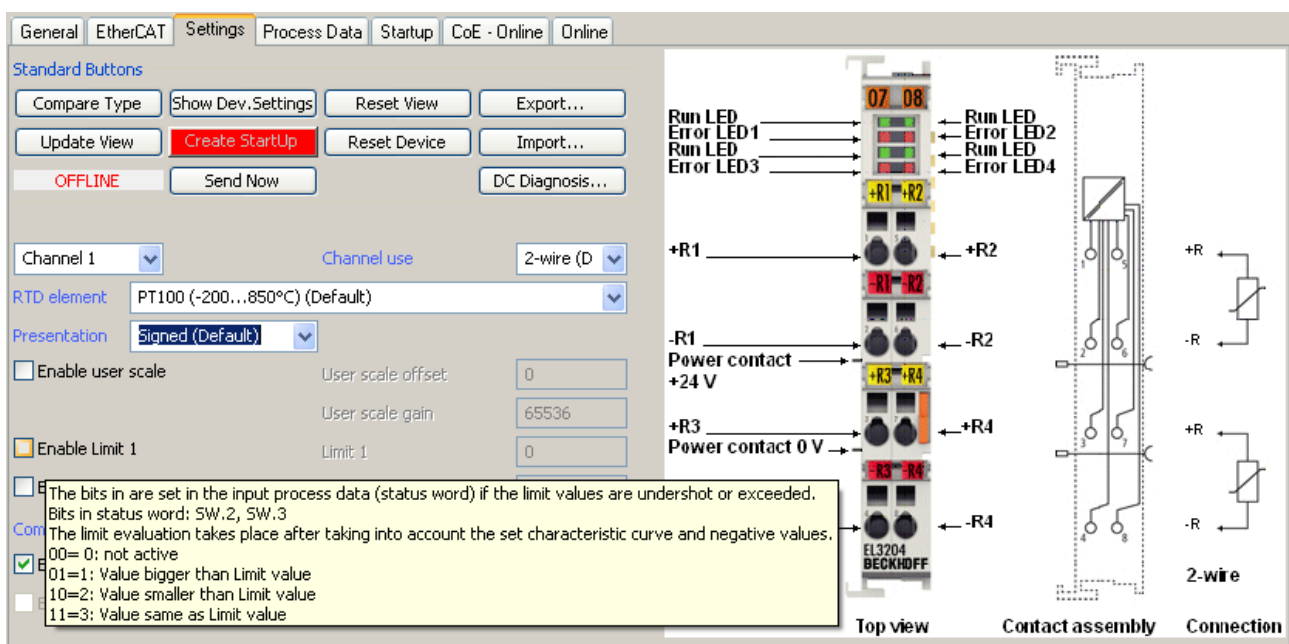 General EtherCAT Settings Process Data Startup CoE - Online Online
Standard Buttons
Compare Type Show Dev.Settings Reset View Export...
Update View Create StartUp Reset Device Import...
OFFLINE Send Now DC Diagnosis...
Channel 1 Channel use 2-wire (D
RTD element PT100 (-200...850°C) (Default)
Presentation Signed (Default)
Enable user scale User scale offset 0
User scale gain 65536
Enable Limit 1 Limit 1 0
The bits in are set in the input process data (status word) if the limit values are undershot or exceeded.
Bits in status word: SW.2, SW.3
The limit evaluation takes place after taking into account the set characteristic curve and negative values.
00= 0: not active
01=1: Value bigger than Limit value
10=2: Value smaller than Limit value
11=3: Value same as Limit value
07 08
Run LED Run LED
Error LED1 Error LED2
Run LED Run LED
Error LED3 Error LED4
+R1 +R2
+R1 +R2
-R1 -R2
-R1 -R2
Power contact
+24 V
+R3 +R4
+R3 +R4
Power contact 0 V
-R3 -R4
-R4
EL3204
BECKHOFF
Top view
1 5
2 6
3 7
4 8
Contact assembly
+R
-R
+R
-R
2-wire
Connection